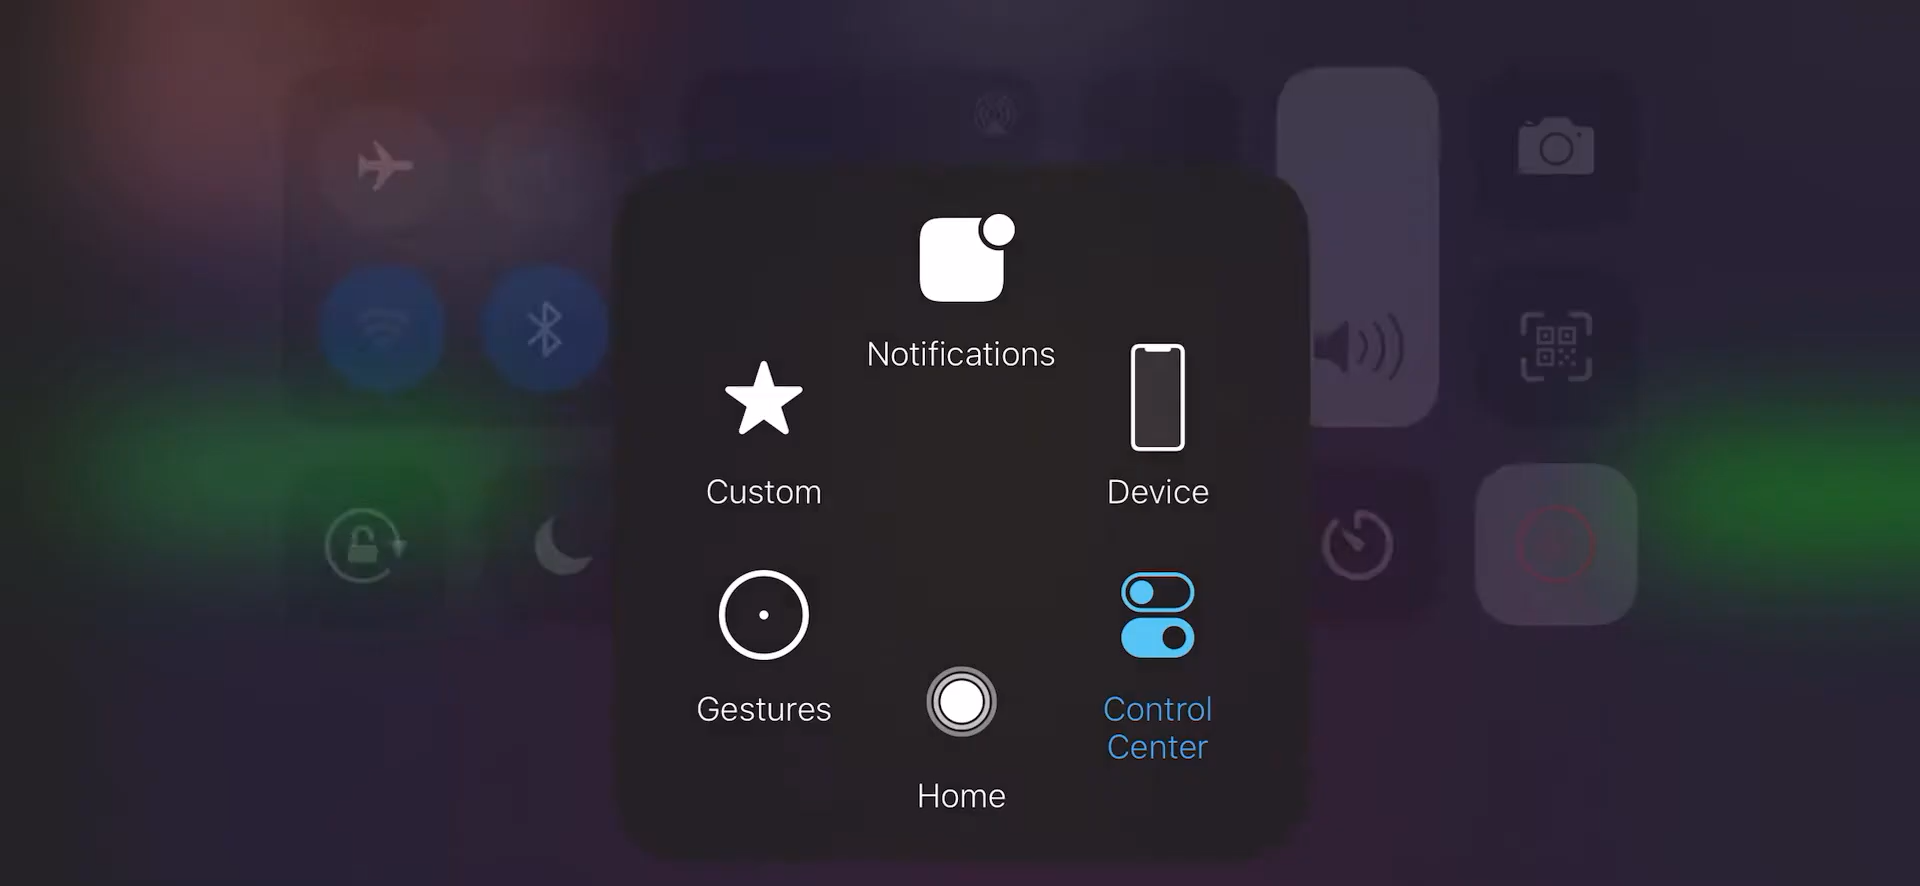 Notifications
Custom
Device
Gestures
Control
Center
Home